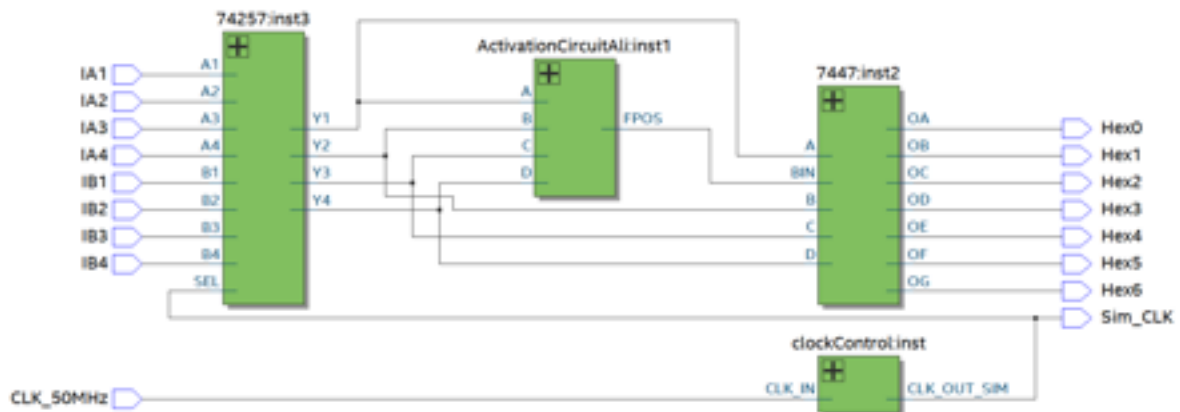 74257:inst3
IA1
IA2
IA3
IA4
IB1
IB2
IB3
IB4
A1
A2
A3
A4
B1
B2
B3
B4
SEL
Y1
Y2
Y3
Y4
ActivationCircuitAli:inst1
A
B
C
D
FPOS
7447:inst2
A
BIN
B
C
D
OA
OB
OC
OD
OE
OF
OG
Hex0
Hex1
Hex2
Hex3
Hex4
Hex5
Hex6
Sim_CLK
clockControl:inst
CLK_50MHz
CLK_IN
CLK_OUT_SIM